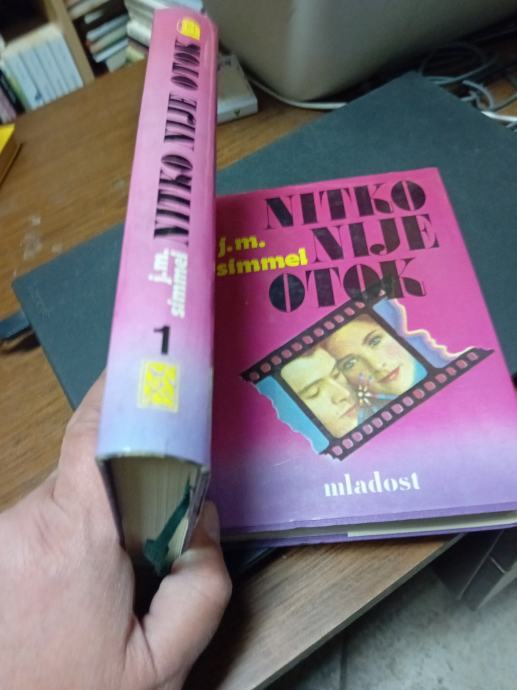 NITKO NIJE OTOK
j.m.
simmel
1
NITKO
NIJE
OTOK
j.m.
simmel
mladost